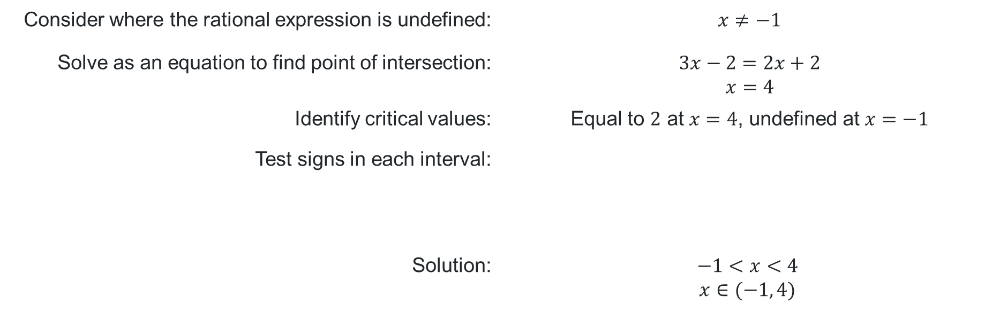 Consider where the rational expression is undefined: x ≠ −1
Solve as an equation to find point of intersection: 3x − 2 = 2x + 2
x = 4
Identify critical values: Equal to 2 at x = 4, undefined at x = −1
Test signs in each interval:
Solution: −1 < x < 4
x ∈ (−1,4)